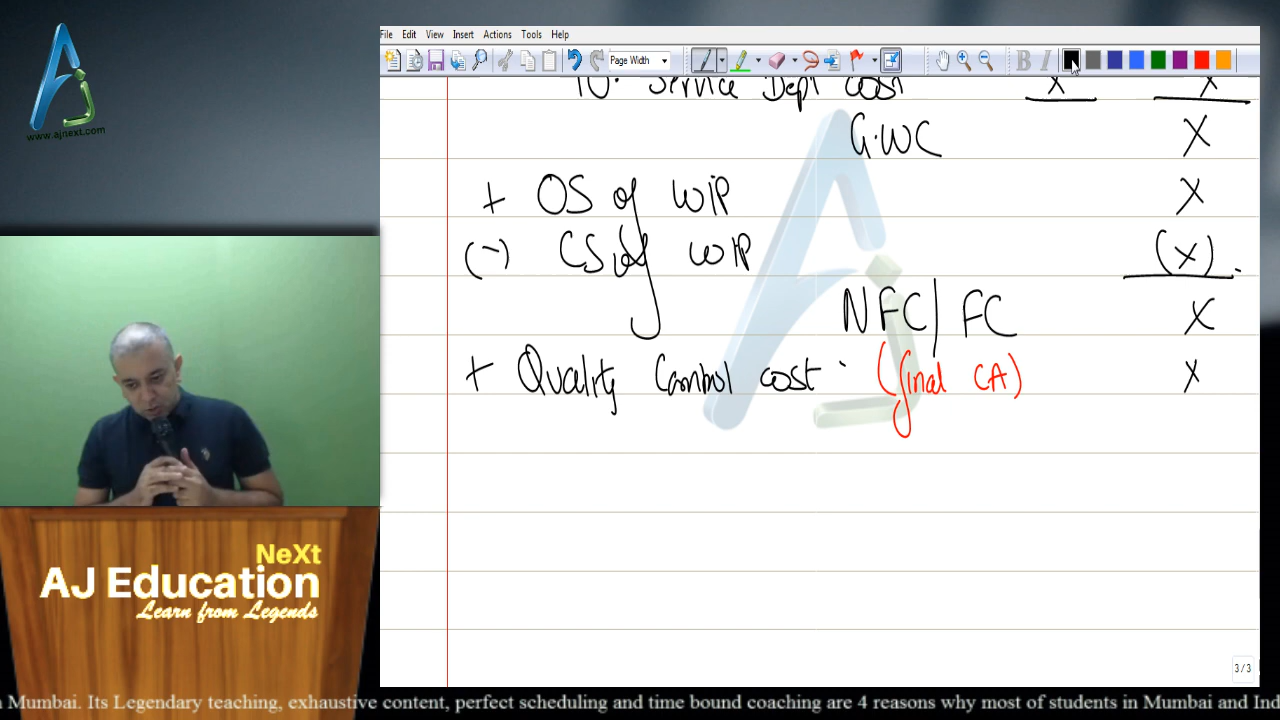 www.ajnext.com
File Edit View Insert Actions Tools Help
Page Width
B I
10. Service Dept cost X X
G.WC X
+ OS of WIP X
(-) CS of WIP (X).
NFC/FC X
+ Quality Control cost (final CA) X
3/3
NeXt
AJ Education
Learn from Legends
Mumbai. Its Legendary teaching, exhaustive content, perfect scheduling and time bound coaching are 4 reasons why most of students in Mumbai and Ind